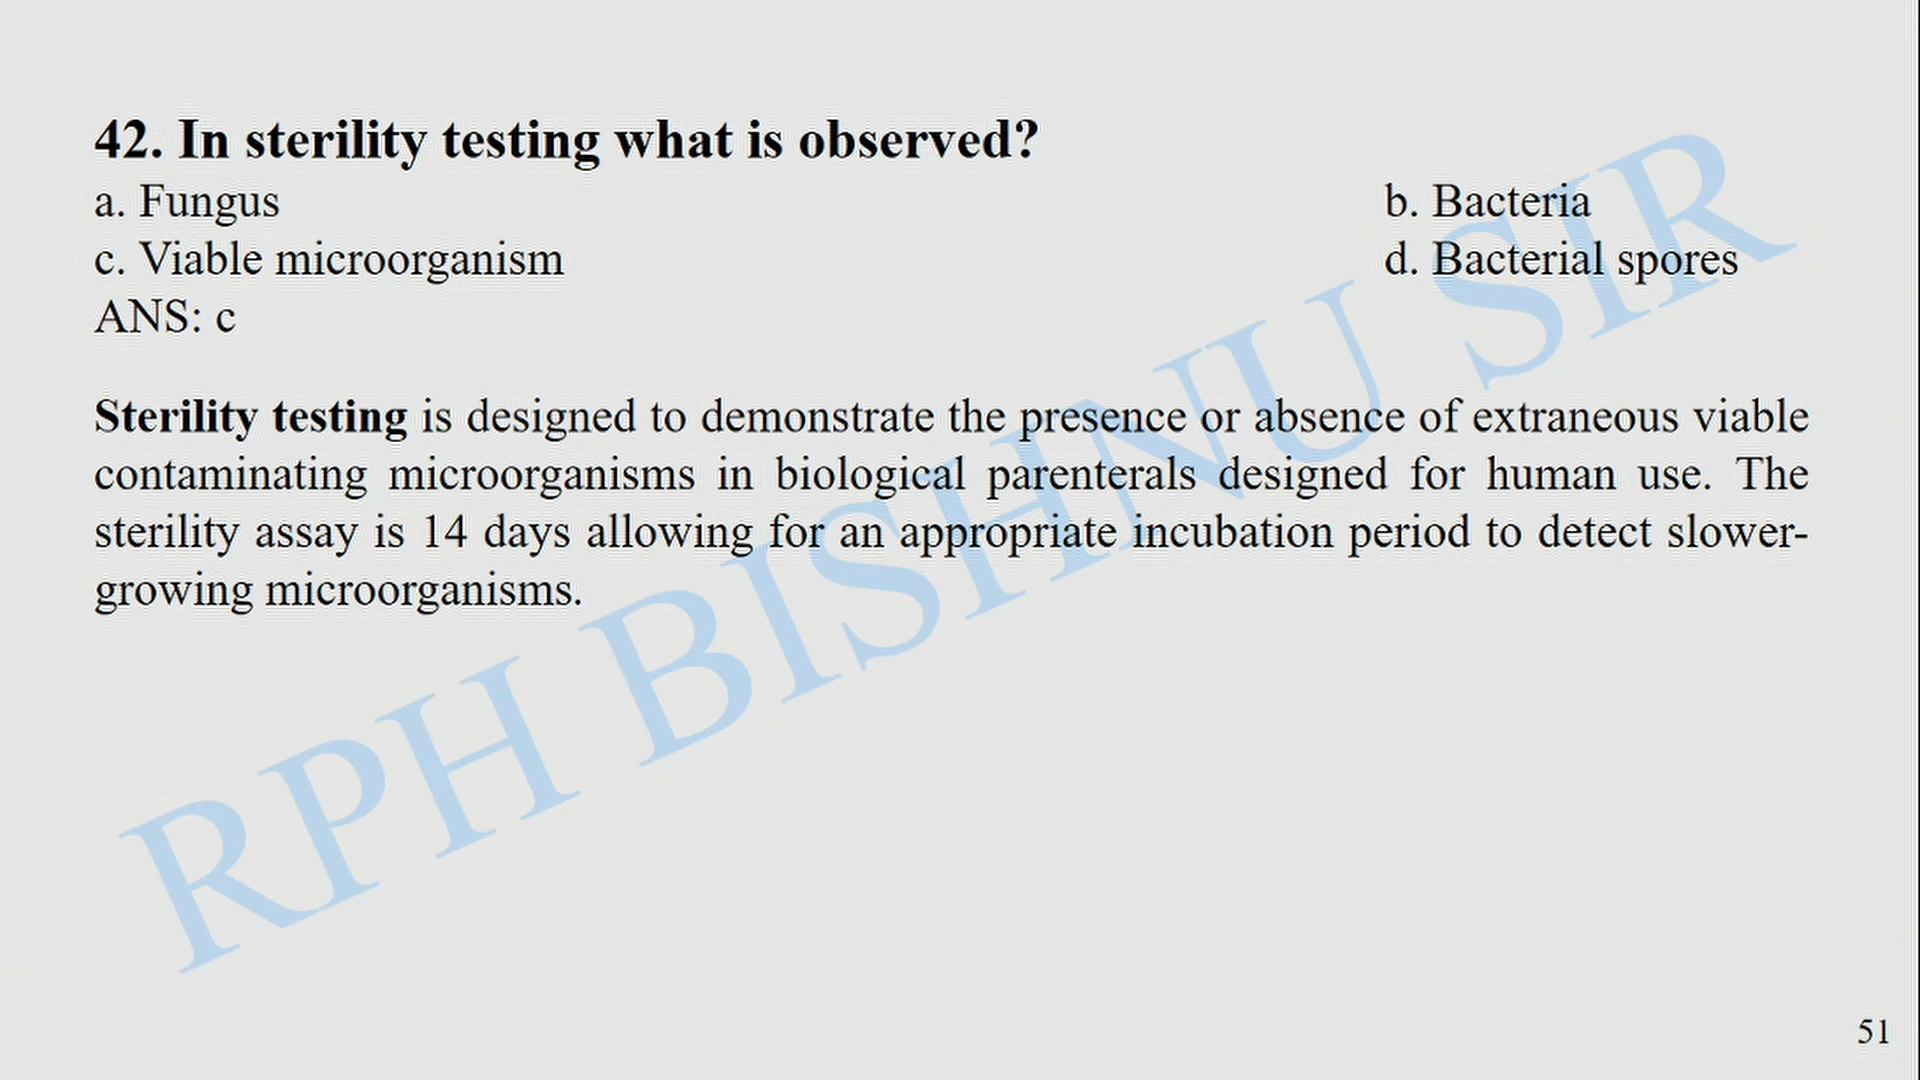 42. In sterility testing what is observed?
a. Fungus b. Bacteria
c. Viable microorganism d. Bacterial spores
ANS: c
Sterility testing is designed to demonstrate the presence or absence of extraneous viable
contaminating microorganisms in biological parenterals designed for human use. The
sterility assay is 14 days allowing for an appropriate incubation period to detect slower-
growing microorganisms.
RPH BISHNU SIR
51